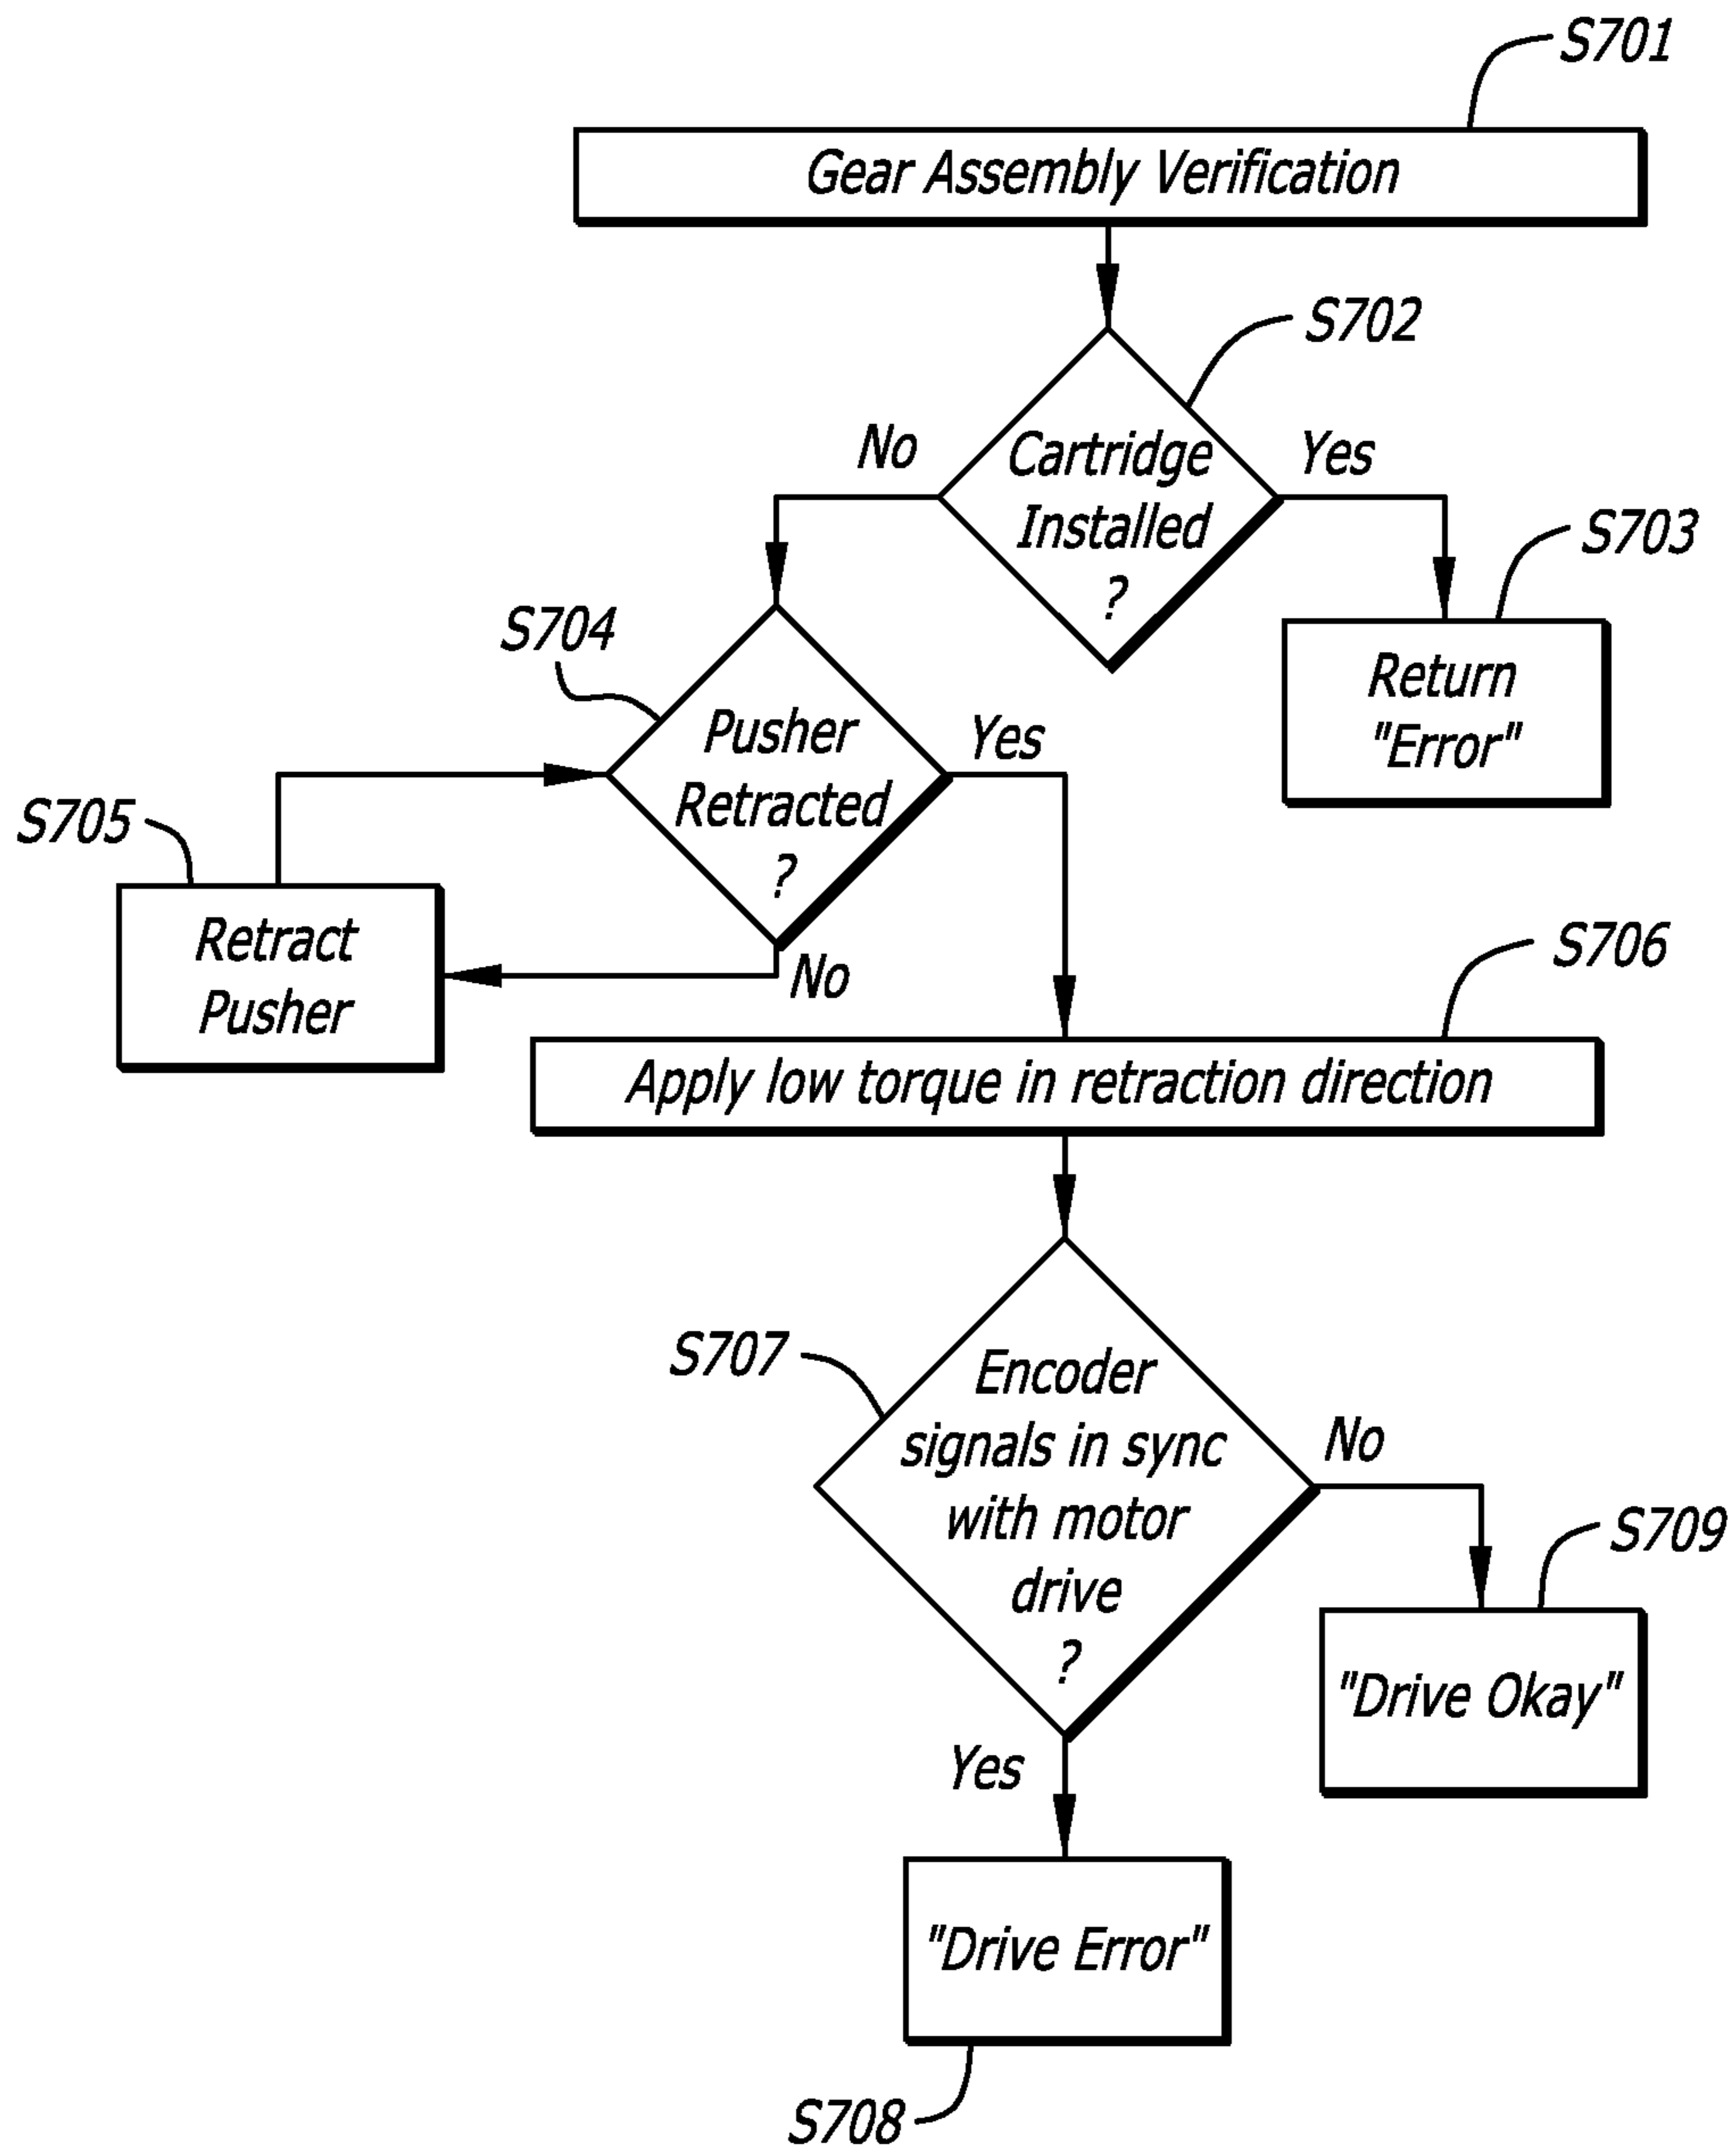 S701
Gear Assembly Verification
S702
No
Cartridge
Installed
?
Yes
S703
Return
"Error"
S704
Pusher
Retracted
?
Yes
No
S705
Retract
Pusher
S706
Apply low torque in retraction direction
S707
Encoder
signals in sync
with motor
drive
?
No
S709
"Drive Okay"
Yes
"Drive Error"
S708